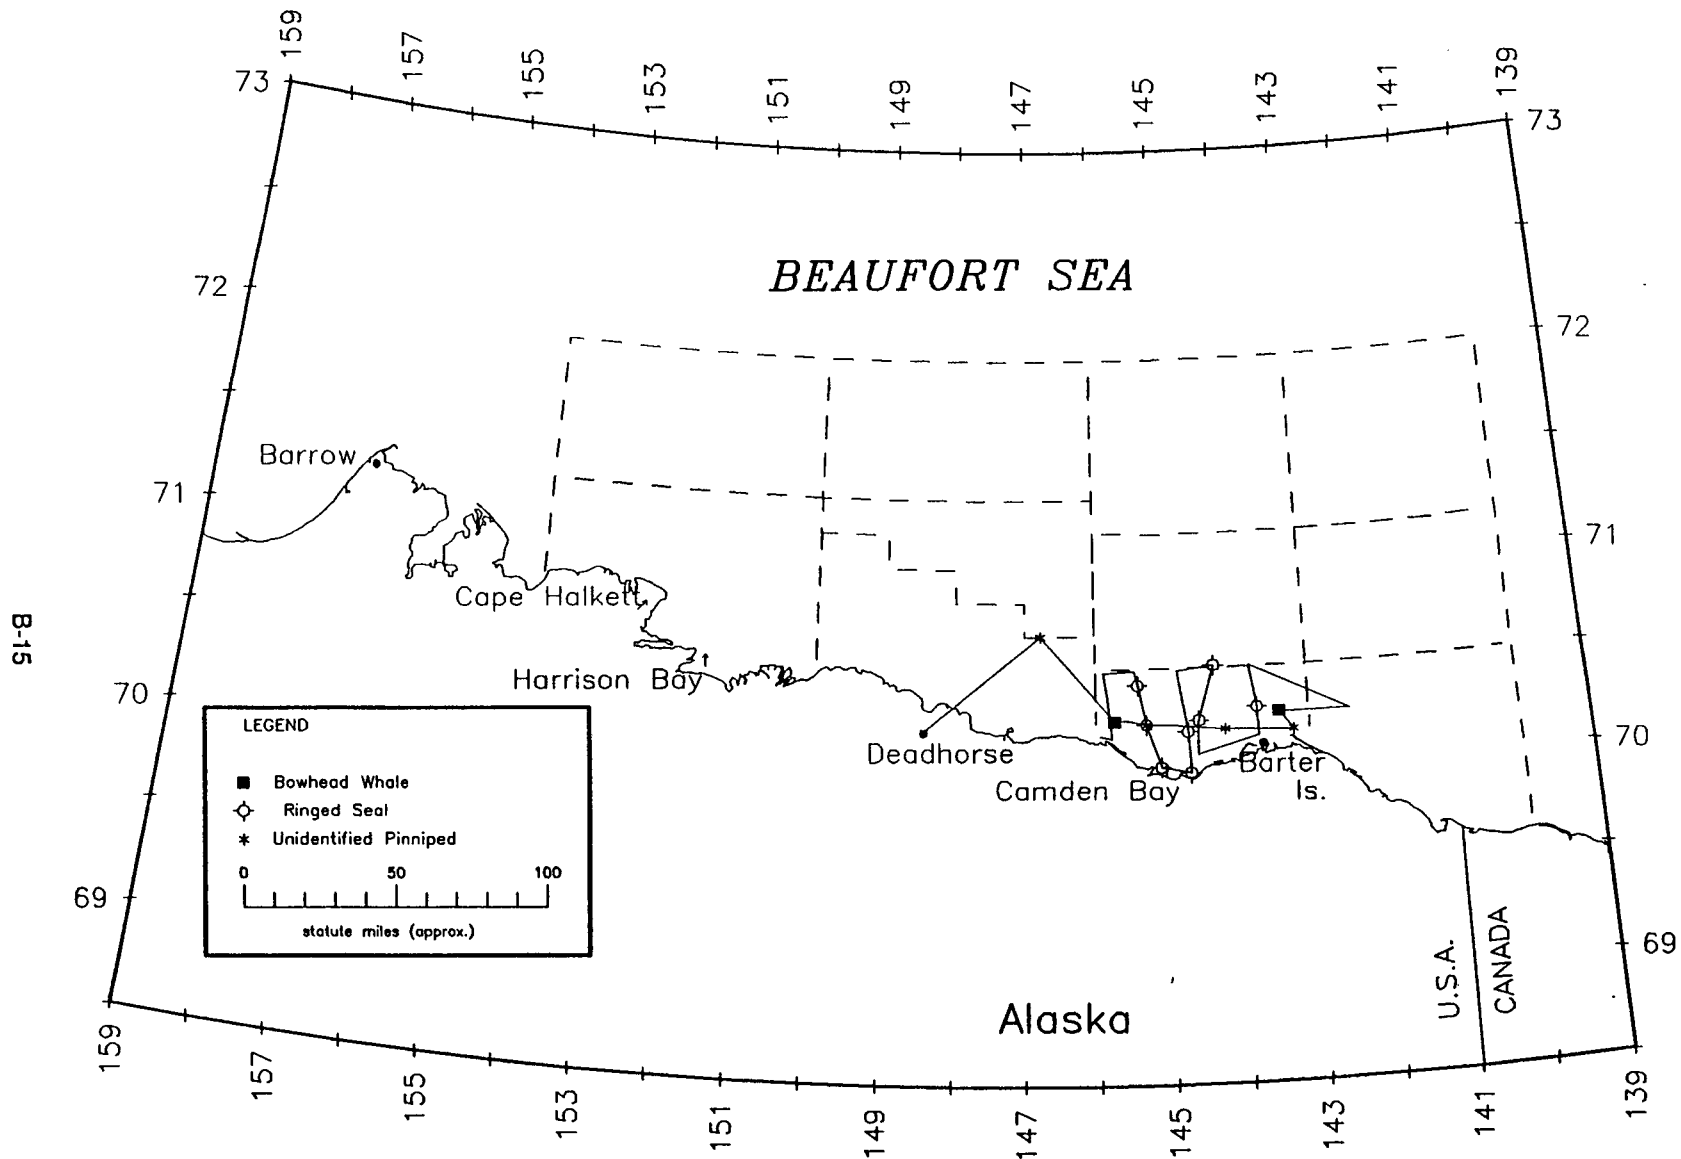 159
157
155
153
151
149
147
145
143
141
139
73
73
BEAUFORT SEA
72
72
Barrow
71
71
Cape Halkett
B-15
Harrison Bay
70
70
Deadhorse
Camden Bay
Barter
Is.
LEGEND
Bowhead Whale
Ringed Seal
Unidentified Pinniped
0 50 100
statute miles (approx.)
69
69
U.S.A.
CANADA
Alaska
159
157
155
153
151
149
147
145
143
141
139